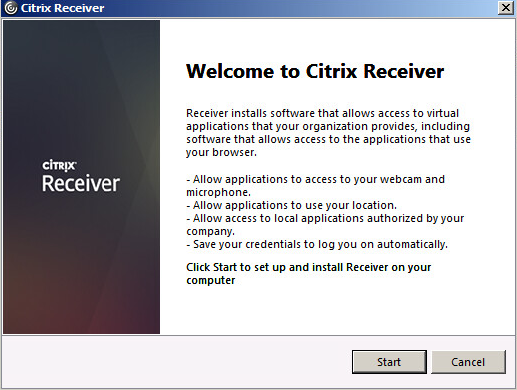 Citrix Receiver
Welcome to Citrix Receiver
Receiver installs software that allows access to virtual
applications that your organization provides, including
software that allows access to the applications that use
your browser.
- Allow applications to access to your webcam and
microphone.
- Allow applications to use your location.
- Allow access to local applications authorized by your
company.
- Save your credentials to log you on automatically.
Click Start to set up and install Receiver on your
computer
CİTRIX
Receiver
Start
Cancel